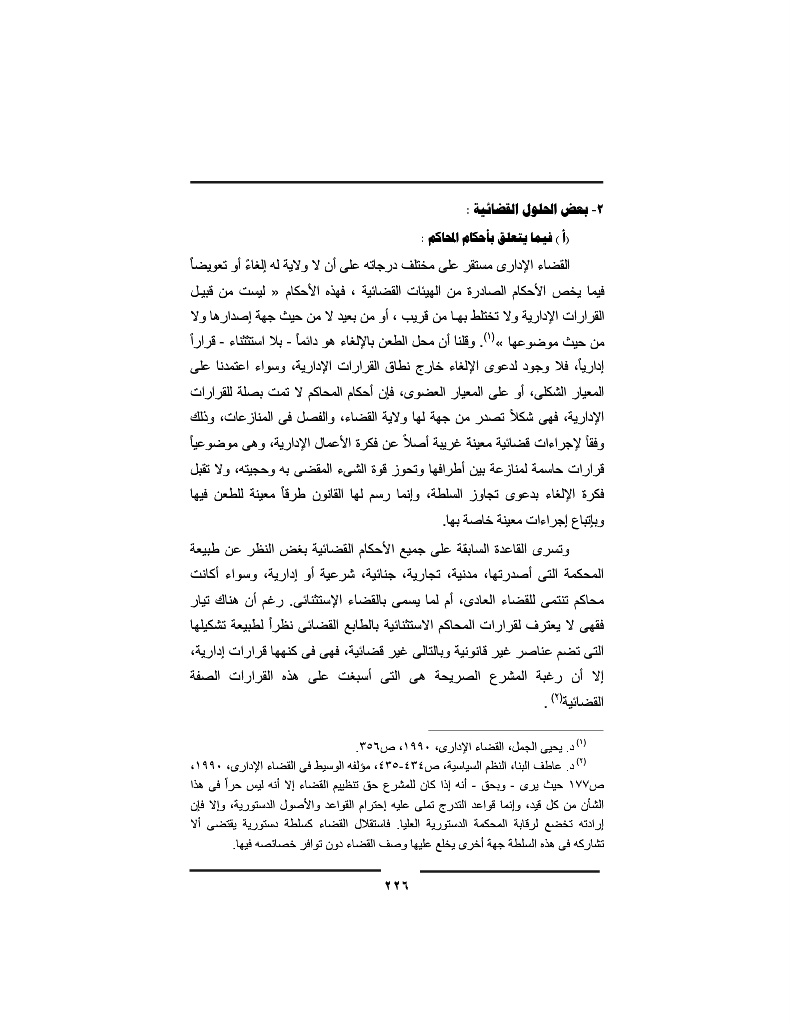 ٢- بعض الحلول القضائية :
(أ) فيما يتعلق بأحكام المحاكم :
القضاء الإدارى مستقر على مختلف درجاته على أن لا ولاية له إلغاءً أو تعويضاً
فيما يخص الأحكام الصادرة من الهيئات القضائية ، فهذه الأحكام « ليست من قبيل
القرارات الإدارية ولا تختلط بهـا من قريب ، أو من بعيد لا من حيث جهة إصدارها ولا
من حيث موضوعها »(١). وقلنا أن محل الطعن بالإلغاء هو دائماً - بلا استثناء - قراراً
إدارياً، فلا وجود لدعوى الإلغاء خارج نطاق القرارات الإدارية، وسواء اعتمدنا على
المعيار الشكلى، أو على المعيار العضوى، فإن أحكام المحاكم لا تمت بصلة للقرارات
الإدارية، فهى شكلاً تصدر من جهة لها ولاية القضاء، والفصل فى المنازعات، وذلك
وفقاً لإجراءات قضائية معينة غريبة أصلاً عن فكرة الأعمال الإدارية، وهى موضوعياً
قرارات حاسمة لمنازعة بين أطرافها وتحوز قوة الشىء المقضى به وحجيته، ولا تقبل
فكرة الإلغاء بدعوى تجاوز السلطة، وإنما رسم لها القانون طرقاً معينة للطعن فيها
وبإتباع إجراءات معينة خاصة بها.
وتسرى القاعدة السابقة على جميع الأحكام القضائية بغض النظر عن طبيعة
المحكمة التى أصدرتها، مدنية، تجارية، جنائية، شرعية أو إدارية، وسواء أكانت
محاكم تنتمى للقضاء العادى، أم لما يسمى بالقضاء الإستثنائى. رغم أن هناك تيار
فقهى لا يعترف لقرارات المحاكم الاستثنائية بالطابع القضائى نظراً لطبيعة تشكيلها
التى تضم عناصر غير قانونية وبالتالى غير قضائية، فهى فى كنهها قرارات إدارية،
إلا أن رغبة المشرع الصريحة هى التى أسبغت على هذه القرارات الصفة
القضائية(٢) .
(١) د. يحيى الجمل، القضاء الإدارى، ١٩٩٠، ص٣٥٦.
(٢) د. عاطف البنا، النظم السياسية، ص٤٣٤-٤٣٥، مؤلفه الوسيط فى القضاء الإدارى، ١٩٩٠،
ص١٧٧ حيث يرى - وبحق - أنه إذا كان للمشرع حق تنظييم القضاء إلا أنه ليس حراً فى هذا
الشأن من كل قيد، وإنما قواعد التدرج تملى عليه إحترام القواعد والأصول الدستورية، وإلا فإن
إرادته تخضع لرقابة المحكمة الدستورية العليا. فاستقلال القضاء كسلطة دستورية يقتضى ألا
تشاركه فى هذه السلطة جهة أخرى يخلع عليها وصف القضاء دون توافر خصائصه فيها.
٢٢٦